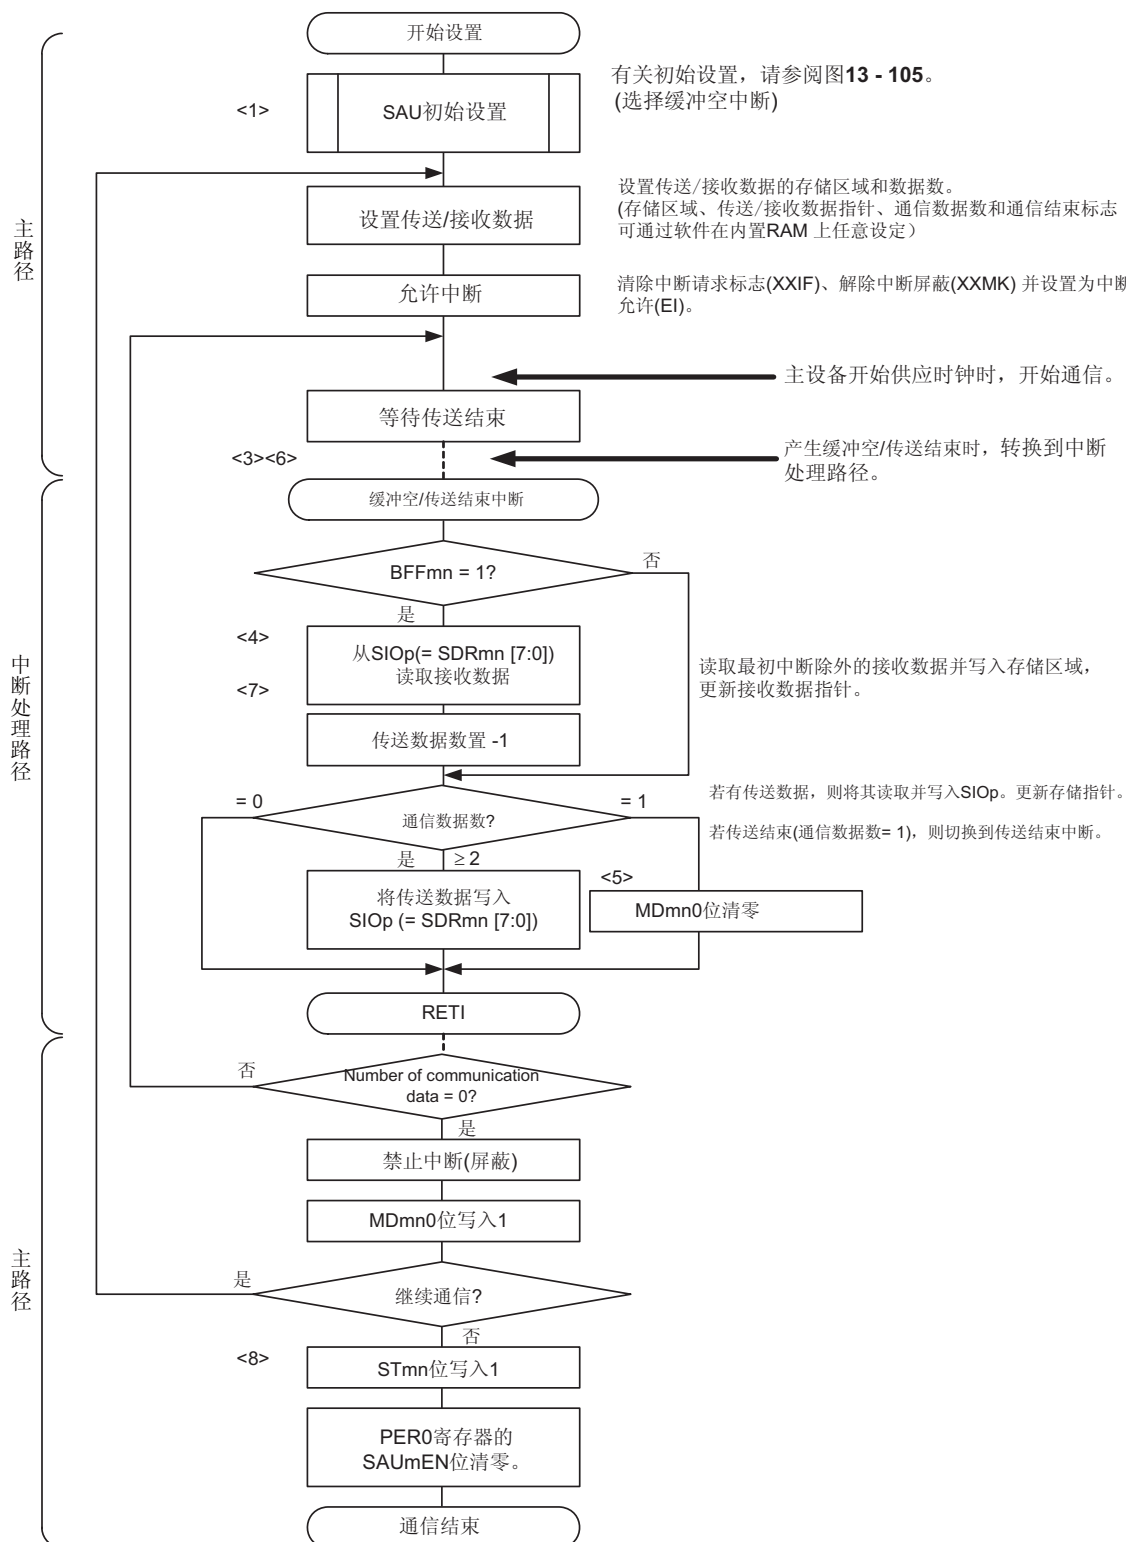 开始设置
有关初始设置，请参阅图13 - 105。
(选择缓冲空中断)
<1>
SAU初始设置
设置传送/接收数据的存储区域和数据数。
(存储区域、传送/接收数据指针、通信数据数和通信结束标志
可通过软件在内置RAM 上任意设定）
设置传送/接收数据
主路径
清除中断请求标志(XXIF)、解除中断屏蔽(XXMK) 并设置为中断
允许(EI)。
允许中断
主设备开始供应时钟时，开始通信。
等待传送结束
<3><6>
产生缓冲空/传送结束时，转换到中断
处理路径。
缓冲空/传送结束中断
BFFmn = 1?
否
是
<4>
从SIOp(= SDRmn [7:0])
读取接收数据
<7>
读取最初中断除外的接收数据并写入存储区域，
更新接收数据指针。
中断处理路径
传送数据数置 -1
= 0
= 1
通信数据数?
若有传送数据，则将其读取并写入SIOp。更新存储指针。
若传送结束(通信数据数= 1)，则切换到传送结束中断。
是
≥ 2
将传送数据写入
SIOp (= SDRmn [7:0])
<5>
MDmn0位清零
RETI
否
Number of communication
data = 0?
是
禁止中断(屏蔽)
MDmn0位写入1
主路径
是
继续通信?
否
<8>
STmn位写入1
PER0寄存器的
SAUmEN位清零。
通信结束